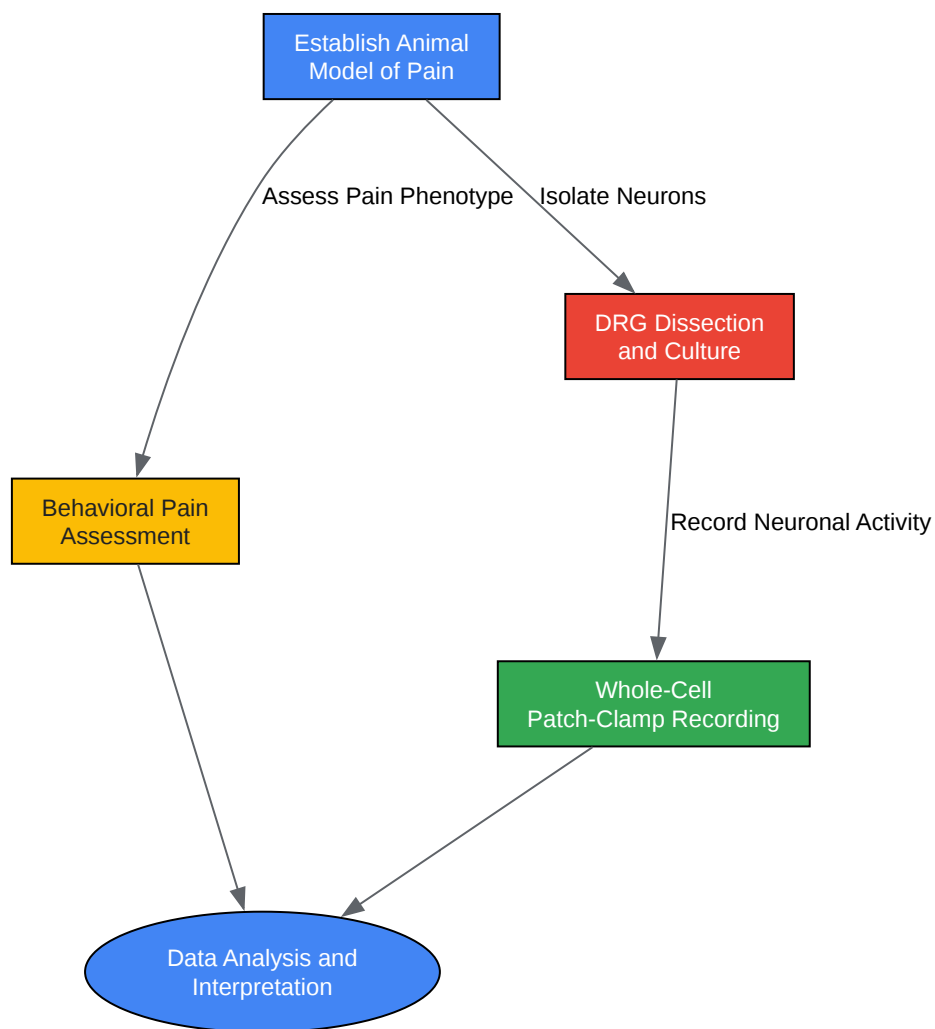 Establish Animal
Model of Pain
Assess Pain Phenotype
Isolate Neurons
DRG Dissection
and Culture
Behavioral Pain
Assessment
Record Neuronal Activity
Whole-Cell
Patch-Clamp Recording
Data Analysis and
Interpretation